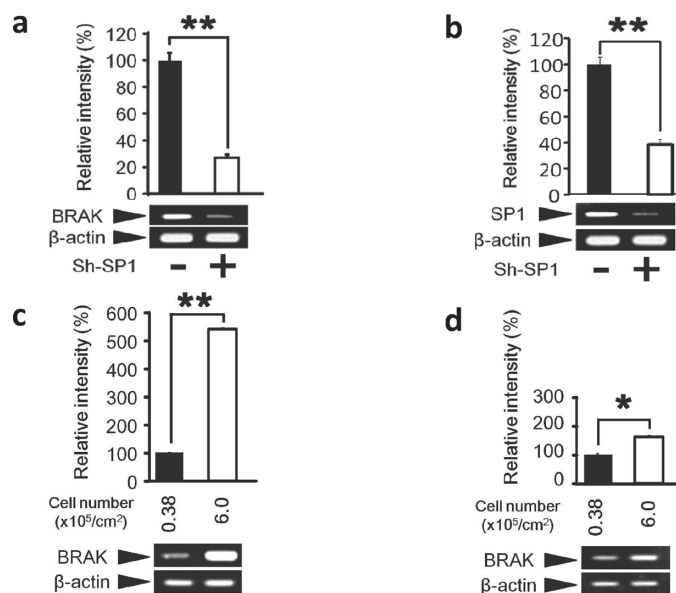 a
**
Relative intensity (%)
120
100
80
60
40
20
0
BRAK
β-actin
Sh-SP1
− +
b
**
Relative intensity (%)
120
100
80
60
40
20
0
SP1
β-actin
Sh-SP1
− +
c
**
Relative intensity (%)
600
500
400
300
200
100
0
Cell number
(x10⁵/cm²)
0.38
6.0
BRAK
β-actin
d
*
Relative intensity (%)
300
200
100
0
Cell number
(x10⁵/cm²)
0.38
6.0
BRAK
β-actin